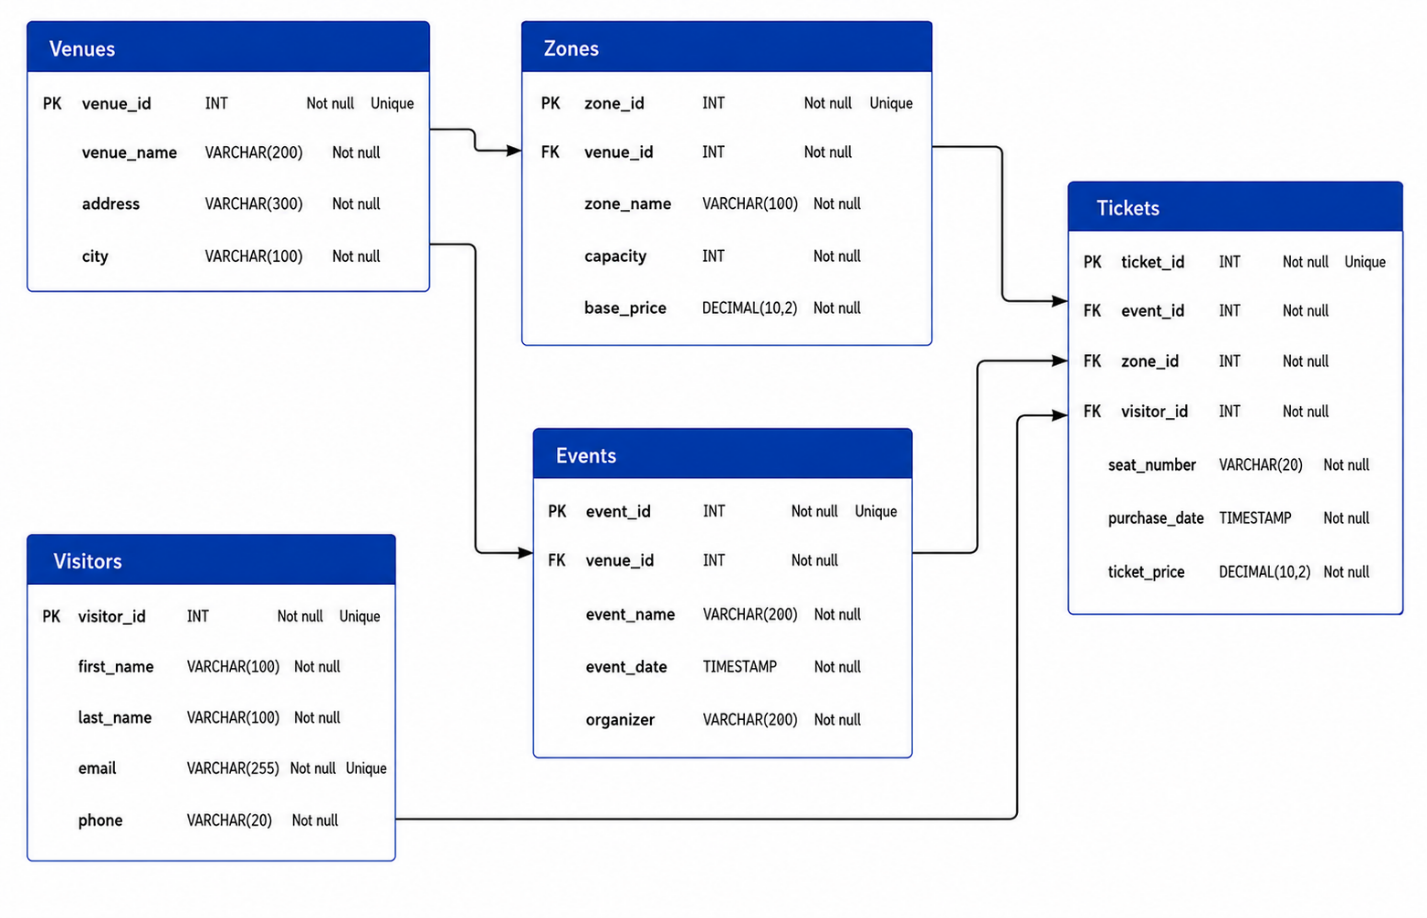 Venues
PK venue_id INT Not null Unique
venue_name VARCHAR(200) Not null
address VARCHAR(300) Not null
city VARCHAR(100) Not null
Zones
PK zone_id INT Not null Unique
FK venue_id INT Not null
zone_name VARCHAR(100) Not null
capacity INT Not null
base_price DECIMAL(10,2) Not null
Tickets
PK ticket_id INT Not null Unique
FK event_id INT Not null
FK zone_id INT Not null
FK visitor_id INT Not null
seat_number VARCHAR(20) Not null
purchase_date TIMESTAMP Not null
ticket_price DECIMAL(10,2) Not null
Events
PK event_id INT Not null Unique
FK venue_id INT Not null
event_name VARCHAR(200) Not null
event_date TIMESTAMP Not null
organizer VARCHAR(200) Not null
Visitors
PK visitor_id INT Not null Unique
first_name VARCHAR(100) Not null
last_name VARCHAR(100) Not null
email VARCHAR(255) Not null Unique
phone VARCHAR(20) Not null